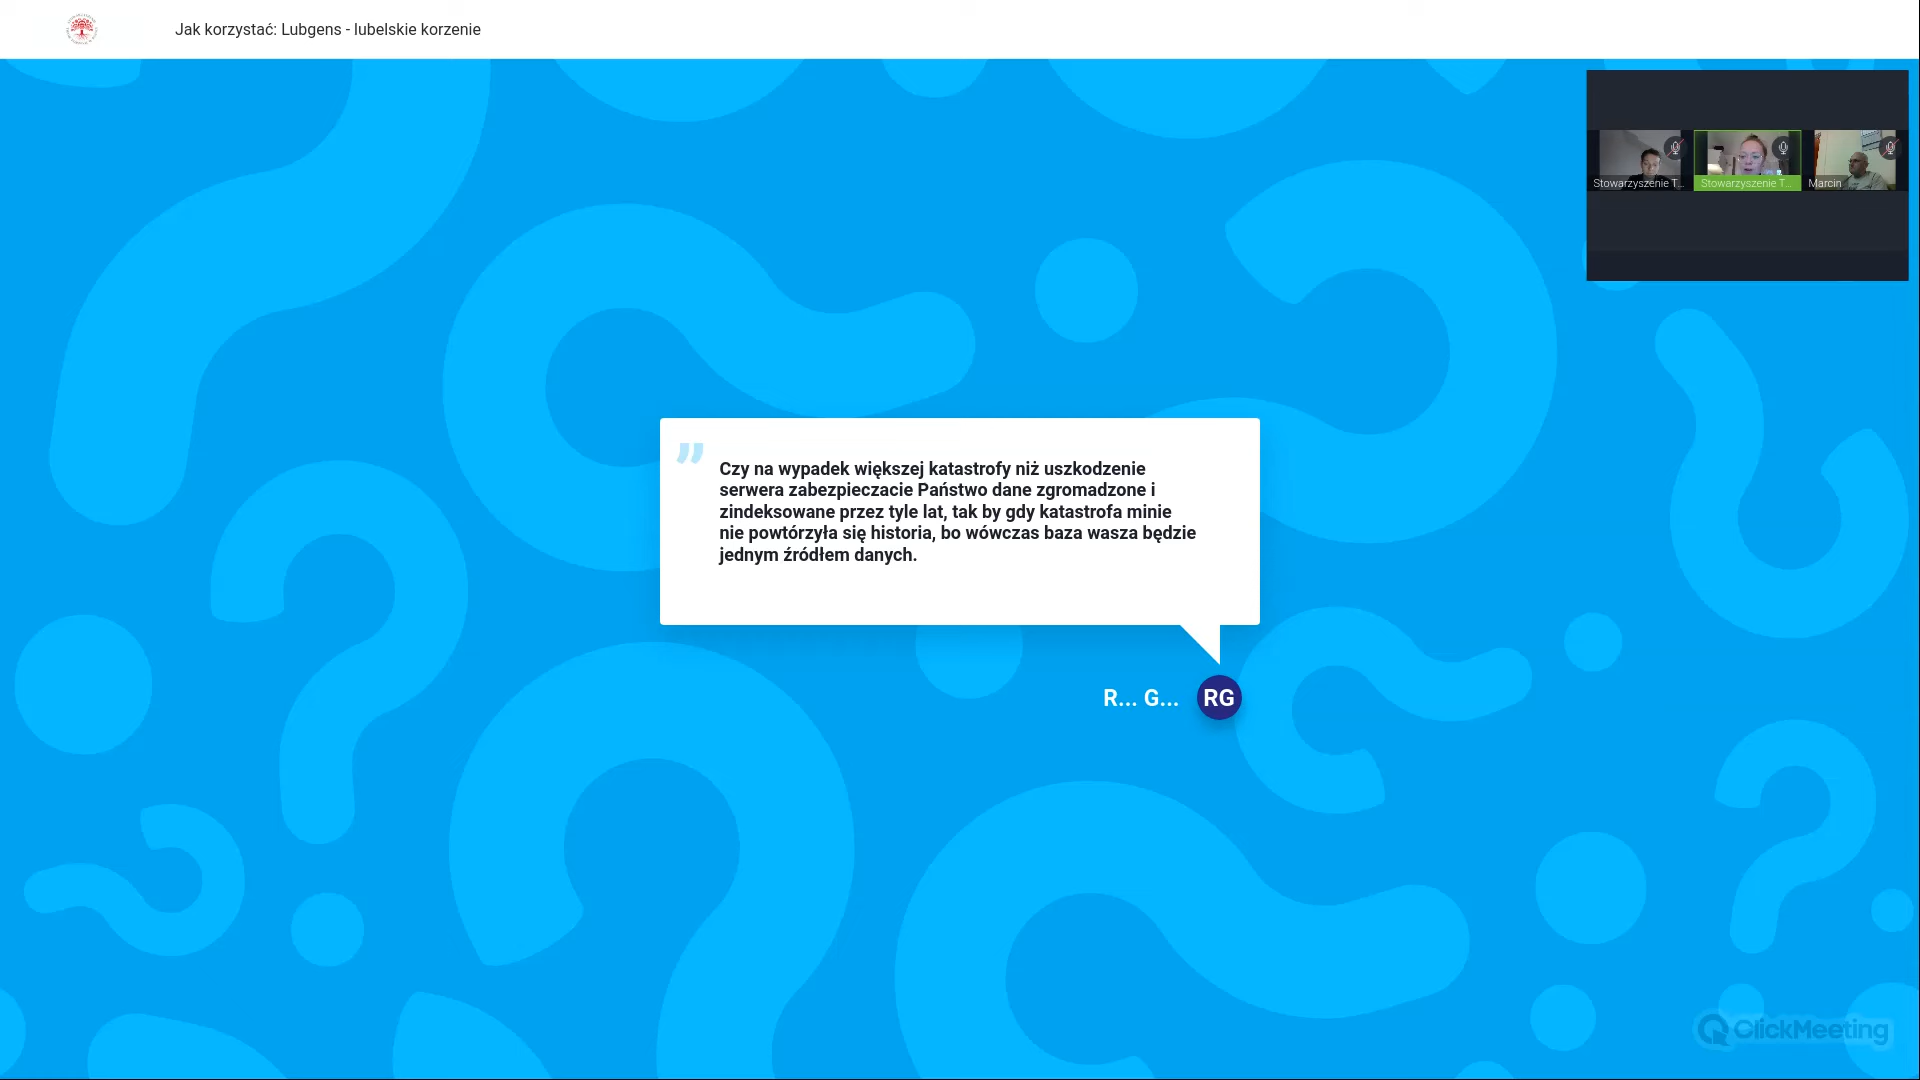 Jak korzystać: Lubgens - lubelskie korzenie
Stowarzyszenie T...
Stowarzyszenie T...
Marcin
Czy na wypadek większej katastrofy niż uszkodzenie
serwera zabezpieczacie Państwo dane zgromadzone i
zindeksowane przez tyle lat, tak by gdy katastrofa minie
nie powtórzyła się historia, bo wówczas baza wasza będzie
jednym źródłem danych.
R... G...
RG
ClickMeeting